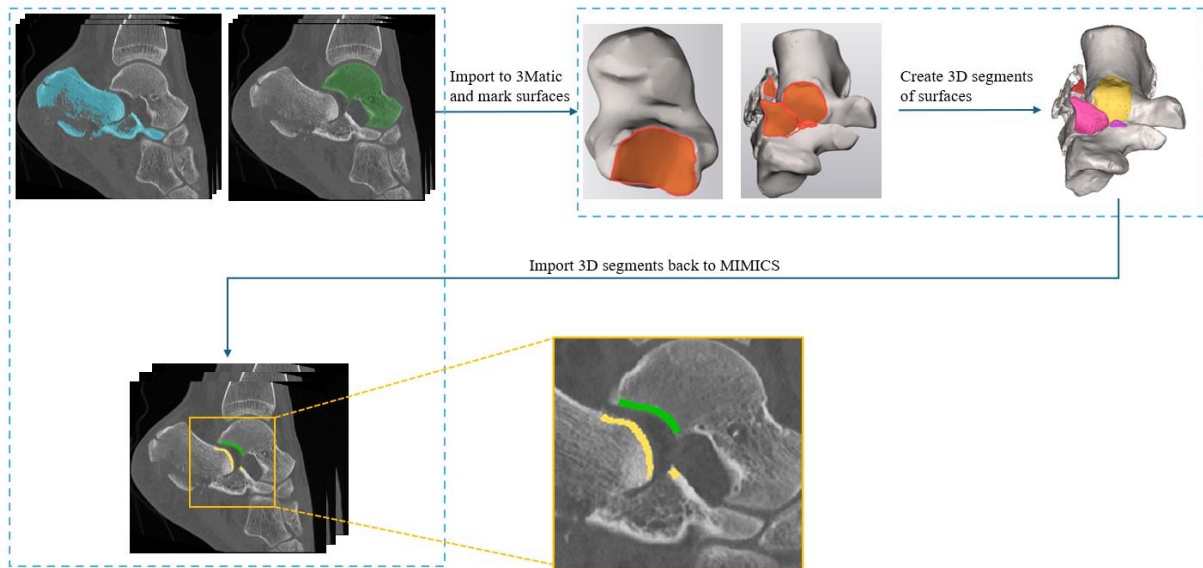 Import to 3Matic
and mark surfaces
Create 3D segments
of surfaces
Import 3D segments back to MIMICS